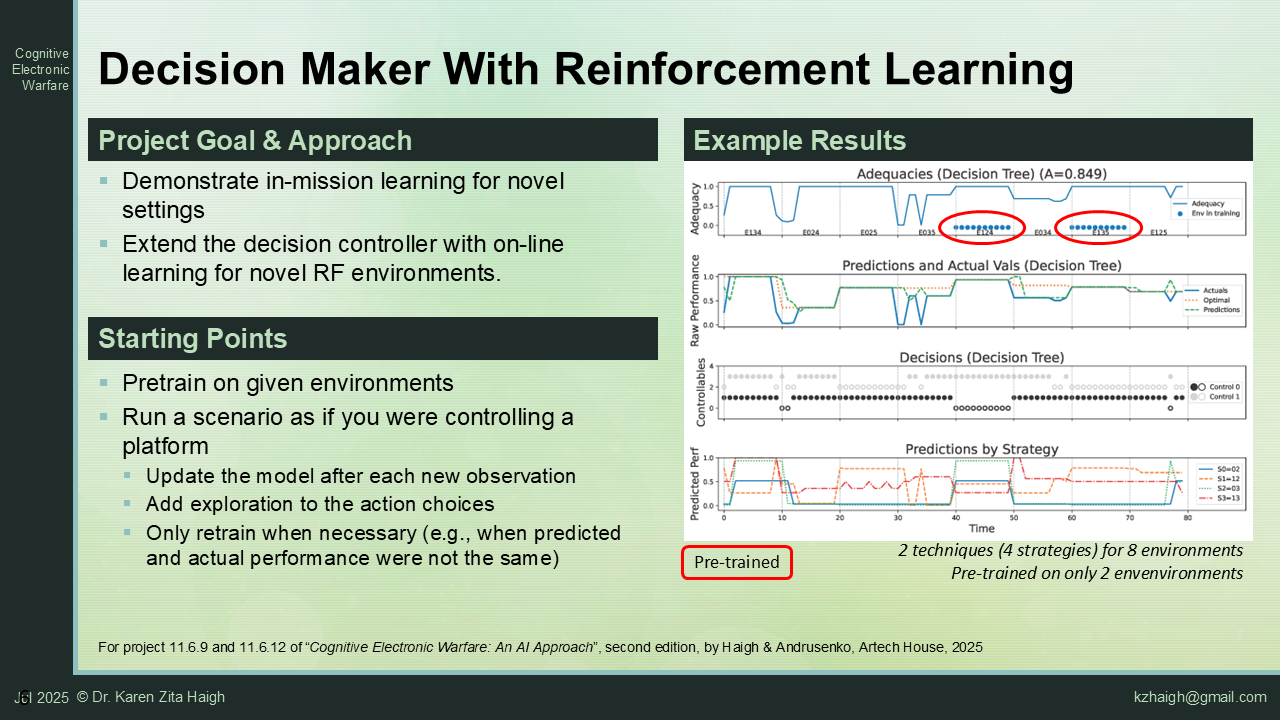 Cognitive
Electronic
Warfare
Decision Maker With Reinforcement Learning
Project Goal & Approach
Demonstrate in-mission learning for novel
settings
Extend the decision controller with on-line
learning for novel RF environments.
Starting Points
Pretrain on given environments
Run a scenario as if you were controlling a
platform
Update the model after each new observation
Add exploration to the action choices
Only retrain when necessary (e.g., when predicted
and actual performance were not the same)
Example Results
Adequacies (Decision Tree) (A=0.849)
Adequacy
1.0
0.5
0.0
Adequacy
Env in training
E134 E024 E025 E035 E124 E034 E135 E125
Predictions and Actual Vals (Decision Tree)
Raw Performance
1.0
0.5
0.0
Actuals
Optimal
Predictions
Decisions (Decision Tree)
Controllables
4
2
0
Control 0
Control 1
Predictions by Strategy
Predicted Perf
1.0
0.5
0.0
S0=02
S1=12
S2=03
S3=13
0 10 20 30 40 50 60 70 80
Time
Pre-trained
2 techniques (4 strategies) for 8 environments
Pre-trained on only 2 envenvironments
For project 11.6.9 and 11.6.12 of “Cognitive Electronic Warfare: An AI Approach”, second edition, by Haigh & Andrusenko, Artech House, 2025
2025 © Dr. Karen Zita Haigh
kzhaigh@gmail.com